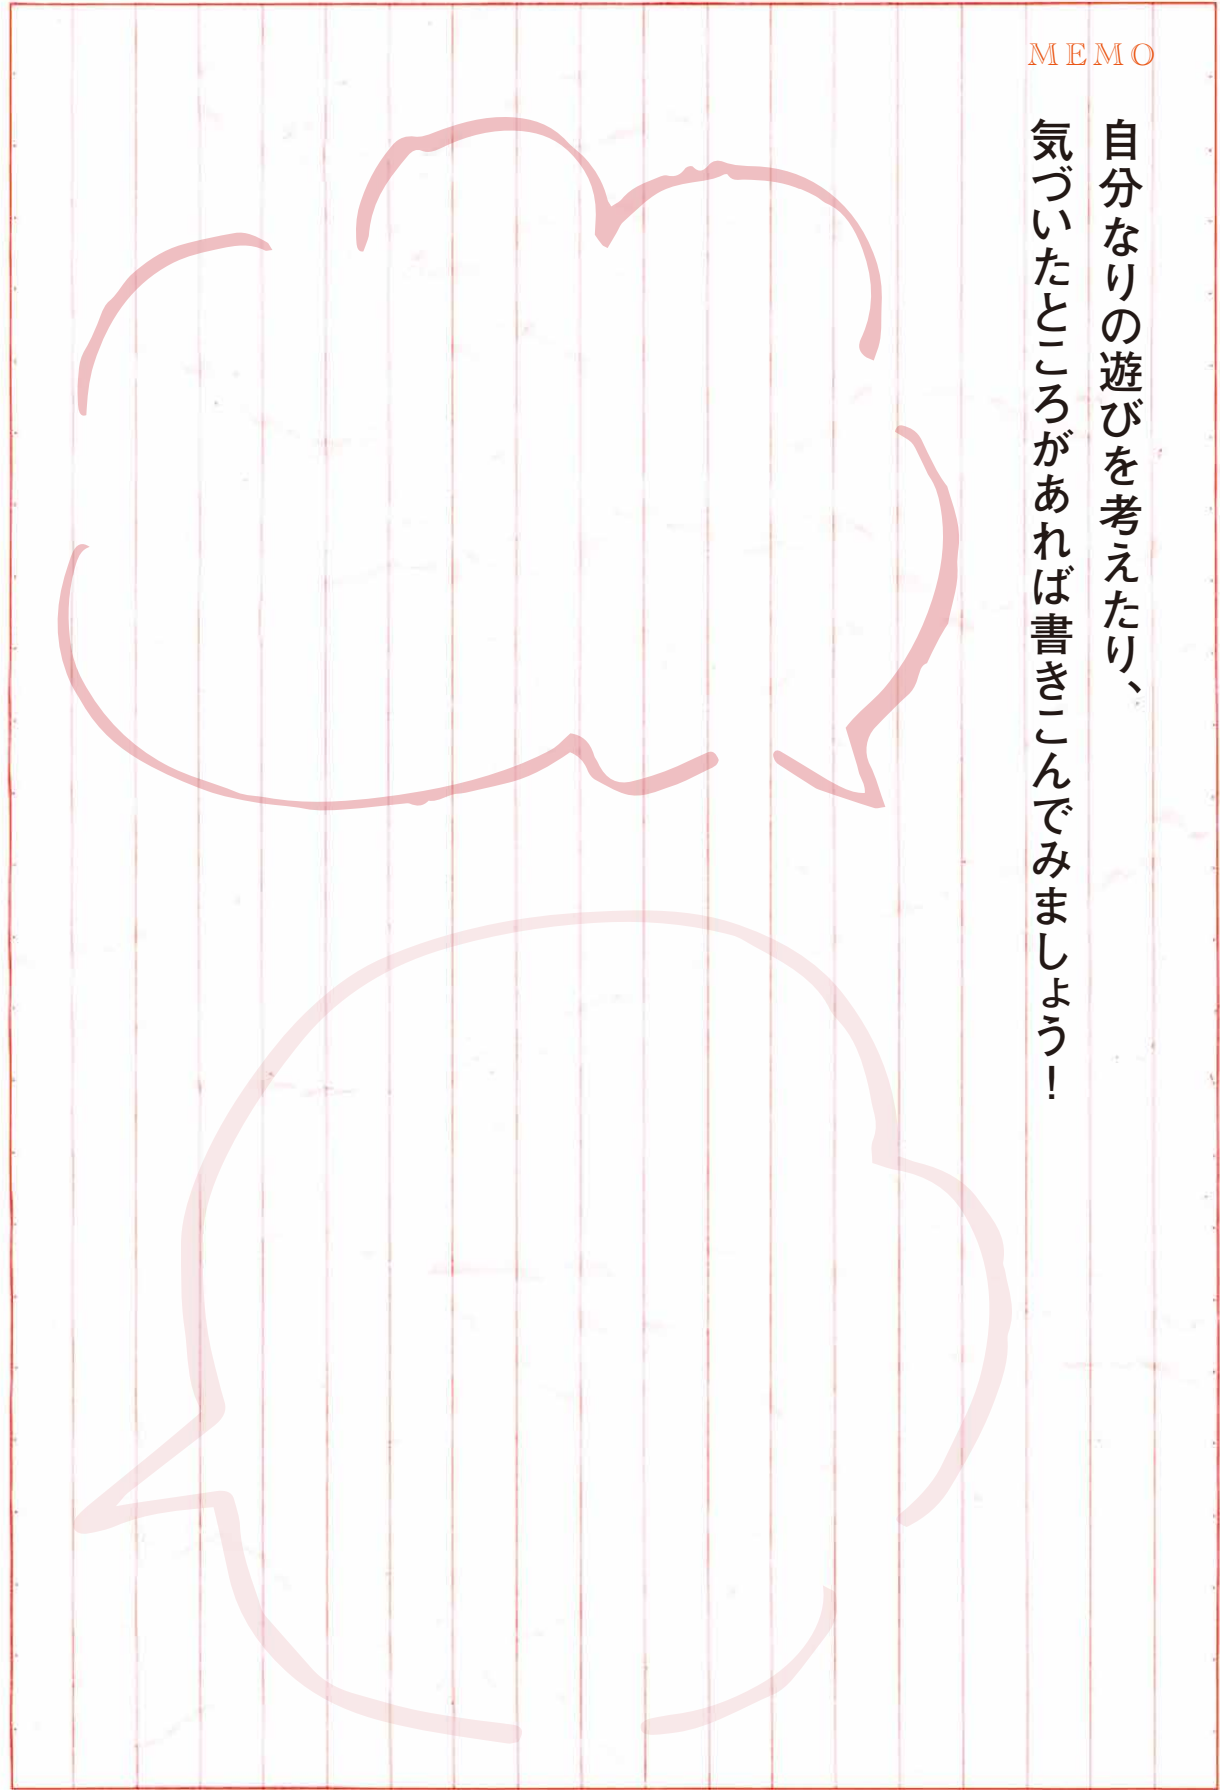 MEMO
自分なりの遊びを考えたり、
気づいたところがあれば書きこんでみましょう！